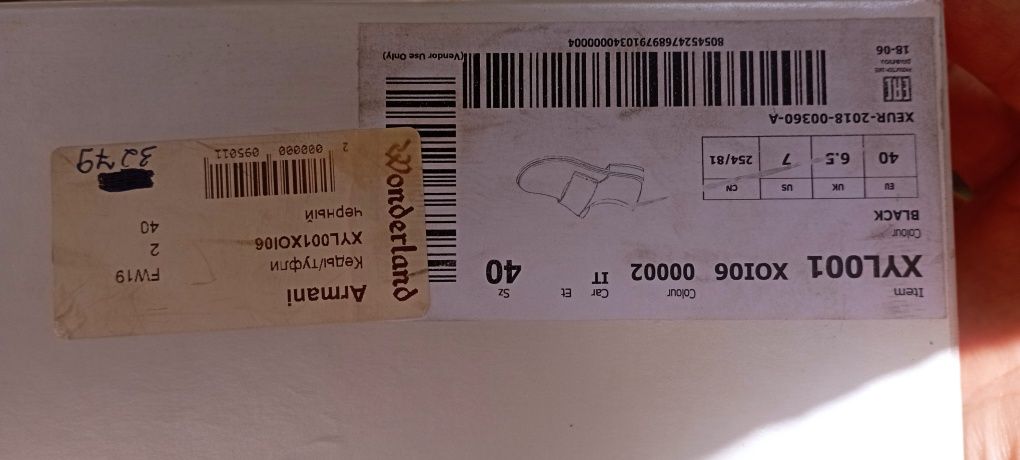 Item
XYL001 XOI06
Colour
00002
Car
IT
Et
Sz
40
Colour
BLACK
EU UK US CN
40 6.5 7 254/81
XEUR-2018-00360-A
18-06
(Vendor Use Only)
Wonderland
Armani
Кеды/туфли FW19
XYL001XOI06 2
черный 40
2 000000 095011
3279